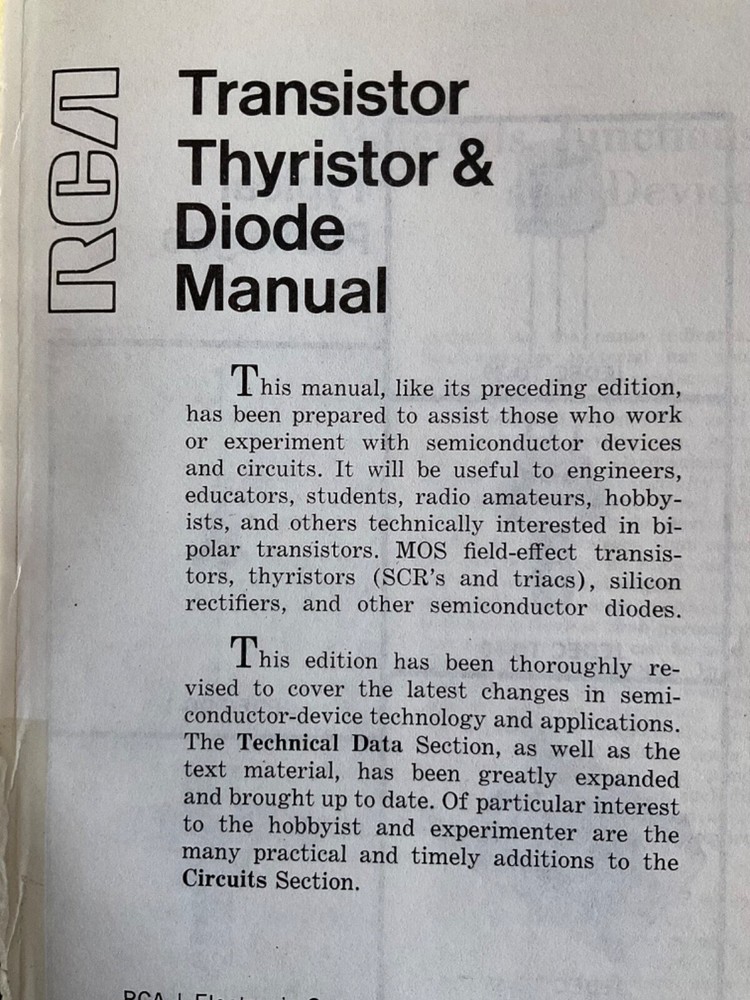 RCA
Transistor
Thyristor &
Diode
Manual
This manual, like its preceding edition,
has been prepared to assist those who work
or experiment with semiconductor devices
and circuits. It will be useful to engineers,
educators, students, radio amateurs, hobby-
ists, and others technically interested in bi-
polar transistors. MOS field-effect transis-
tors, thyristors (SCR's and triacs), silicon
rectifiers, and other semiconductor diodes.
This edition has been thoroughly re-
vised to cover the latest changes in semi-
conductor-device technology and applications.
The Technical Data Section, as well as the
text material, has been greatly expanded
and brought up to date. Of particular interest
to the hobbyist and experimenter are the
many practical and timely additions to the
Circuits Section.
RCA |